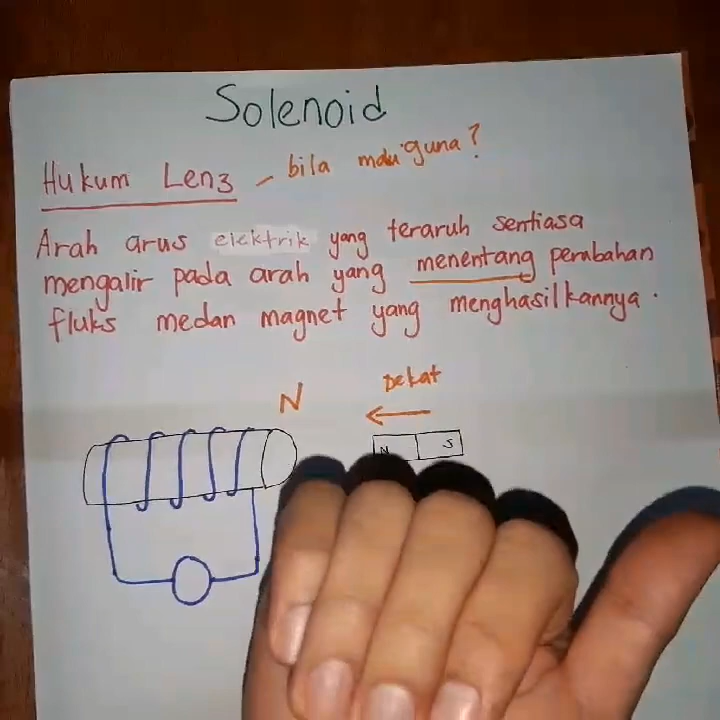 Solenoid
Hukum Lenz – bila mau guna?
Arah arus elektrik yang teraruh sentiasa
mengalir pada arah yang menentang perubahan
fluks medan magnet yang menghasilkannya.
N
Dekat
N S